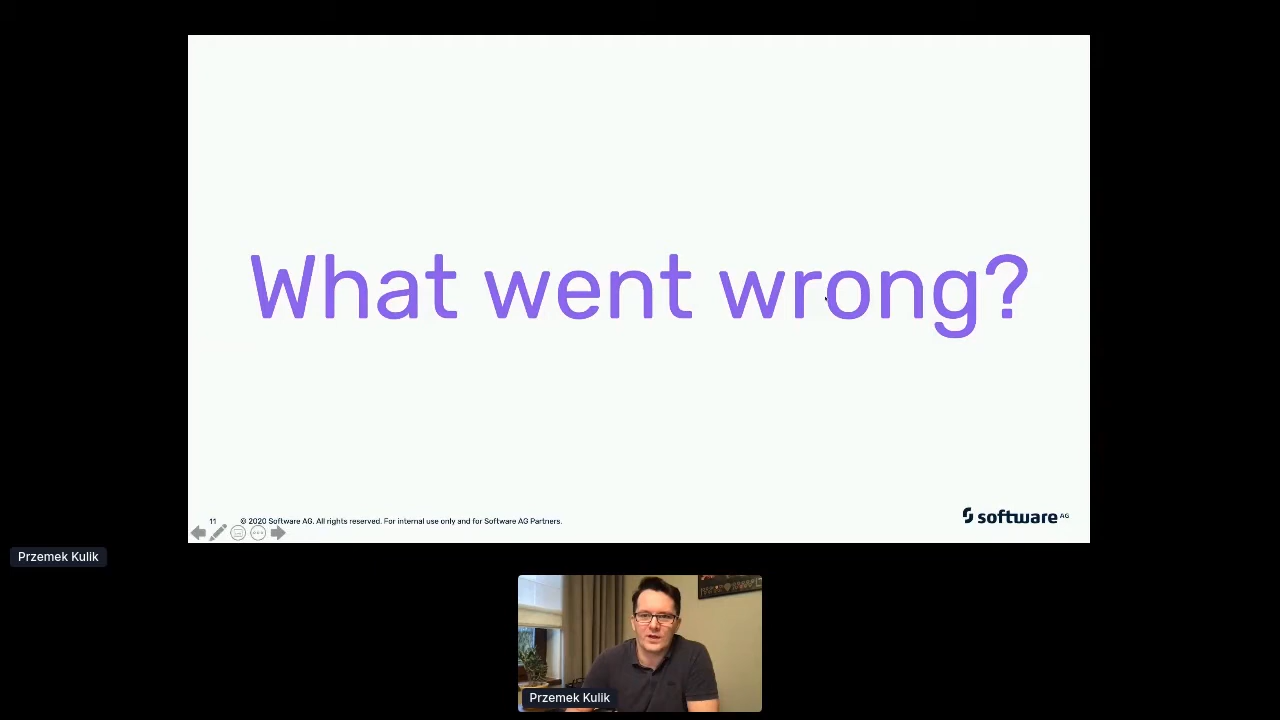 What went wrong?
11 © 2020 Software AG. All rights reserved. For internal use only and for Software AG Partners.
software AG
Przemek Kulik
Przemek Kulik